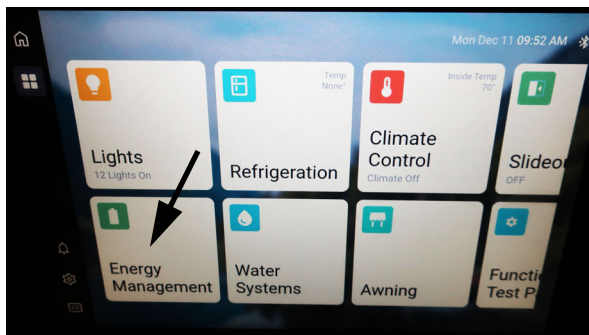 Mon Dec 11 09:52 AM
Temp
None°
Inside Temp
70°
Lights
12 Lights On
Refrigeration
Climate
Control
Climate Off
Slideo
OFF
Energy
Management
Water
Systems
Awning
Functi
Test P